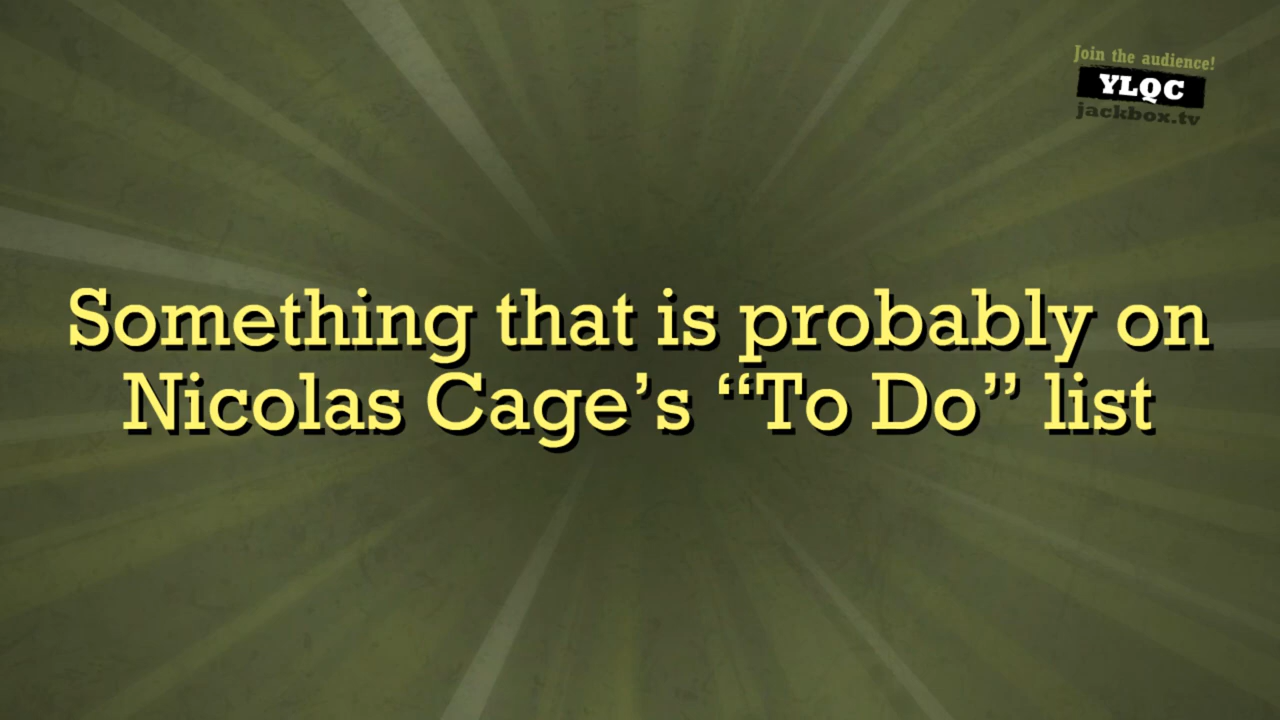 Join the audience!
YLQC
jackbox.tv
Something that is probably on
Nicolas Cage’s “To Do” list